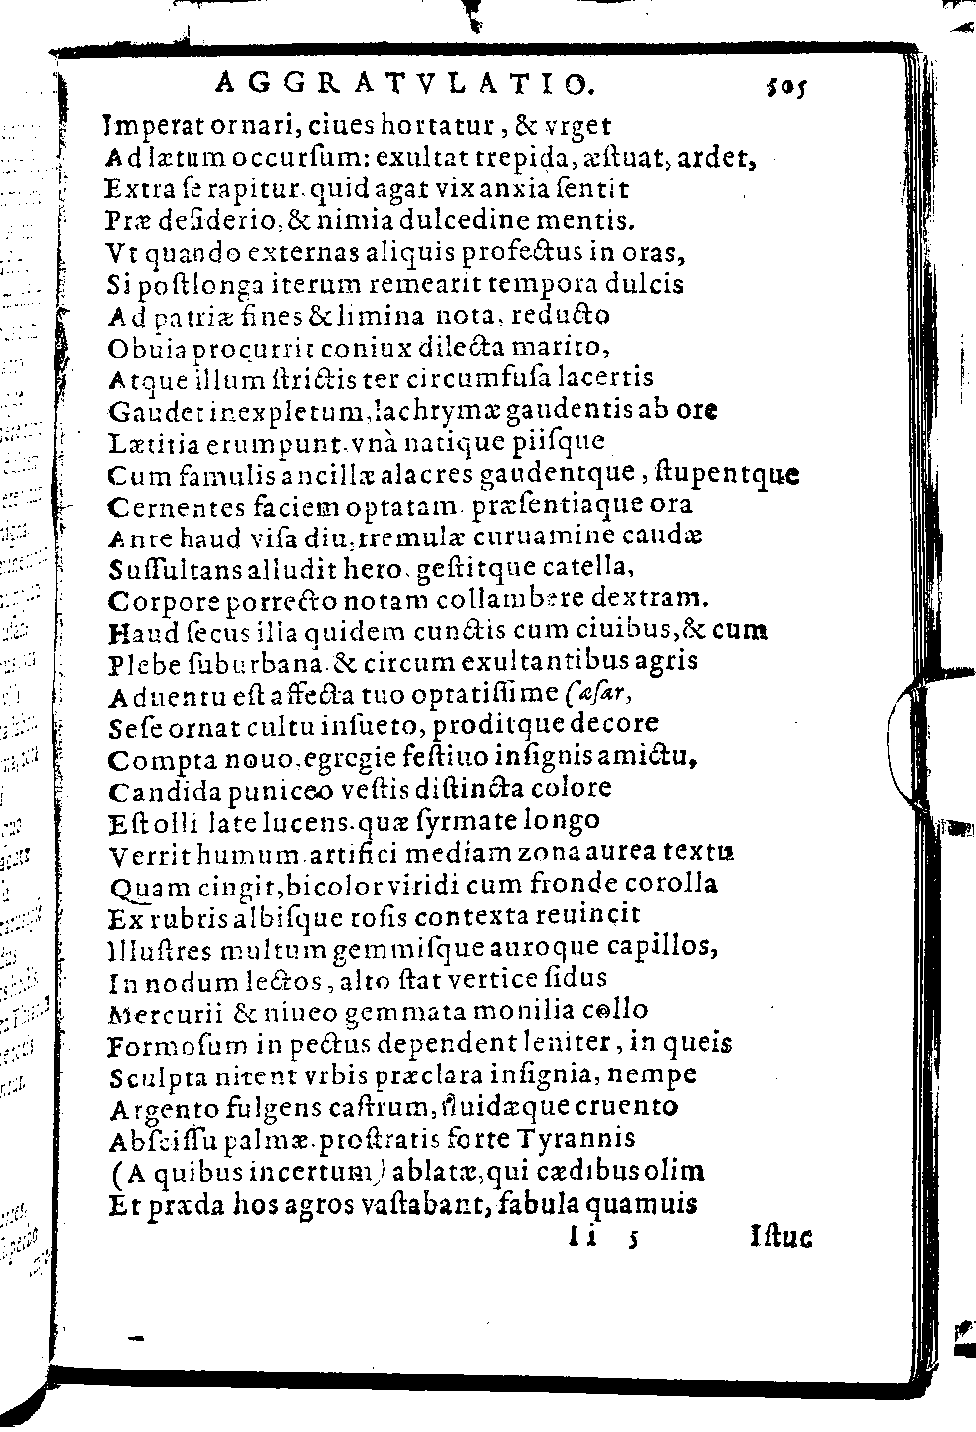 AGGRATVLATIO. 505
Imperat ornari, ciues hortatur, & vrget
Ad lætum occurſum: exultat trepida, æſtuat, ardet,
Extra ſe rapitur. quid agat vix anxia ſentit
Præ deſiderio, & nimia dulcedine mentis.
Vt quando externas aliquis profectus in oras,
Si poſt longa iterum remearit tempora dulcis
Ad patriæ fines & limina nota, reducto
Obuia procurrit coniux dilecta marito,
Atque illum ſtrictis ter circumfuſa lacertis
Gaudet inexpletum, lachrymæ gaudentis ab ore
Lætitia erumpunt. vnà natique piiſque
Cum famulis ancillæ alacres gaudentque, ſtupentque
Cernentes faciem optatam. præſentiaque ora
Ante haud viſa diu, tremulæ curuamine caudæ
Suſſultans alludit hero. geſtitque catella,
Corpore porrecto notam collambere dextram.
Haud ſecus illa quidem cunctis cum ciuibus, & cum
Plebe ſuburbana. & circum exultantibus agris
Aduentu eſt affecta tuo optatiſſime Cæſar,
Seſe ornat cultu inſueto, proditque decore
Compta nouo, egregie feſtiuo inſignis amictu,
Candida puniceo veſtis diſtincta colore
Eſt olli late lucens. quæ ſyrmate longo
Verrit humum. artifici mediam zona aurea textu
Quam cingit, bicolor viridi cum fronde corolla
Ex rubris albiſque roſis contexta reuincit
Illuſtres multum gemmiſque auroque capillos,
In nodum lectos, alto ſtat vertice ſidus
Mercurii & niueo gemmata monilia collo
Formoſum in pectus dependent leniter, in queis
Sculpta nitent vrbis præclara inſignia, nempe
Argento fulgens caſtrum, fluidæque cruento
Abſciſſu palmæ. proſtratis forte Tyrannis
(A quibus incertum) ablatæ, qui cædibus olim
Et præda hos agros vaſtabant, fabula quamuis
Ii 5 Iſtuc